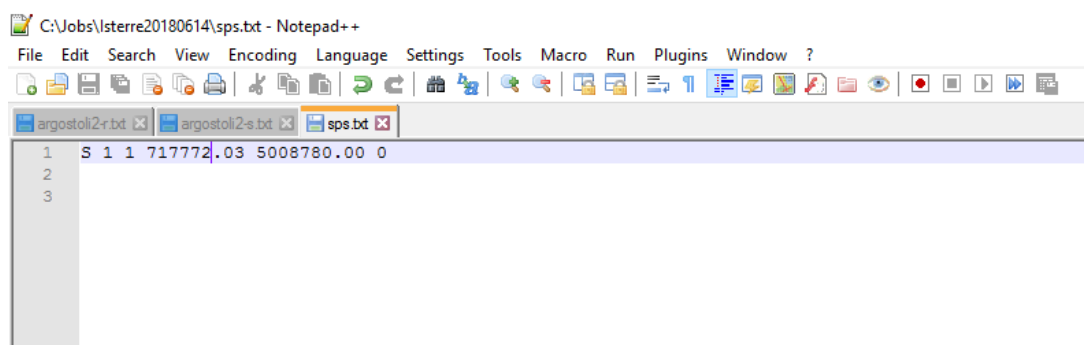 C:\Jobs\Isterre20180614\sps.txt - Notepad++
File Edit Search View Encoding Language Settings Tools Macro Run Plugins Window ?
argostoli2-r.txt argostoli2-s.txt sps.txt
1 S 1 1 717772.03 5008780.00 0
2
3